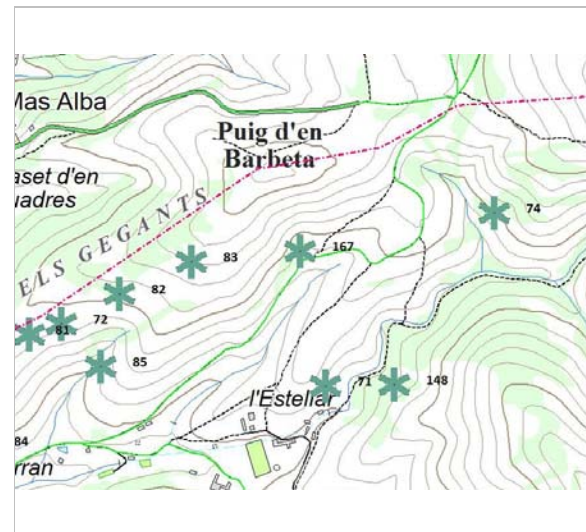 Mas Alba
Puig d'en
Barbeta
aset d'en
uadres
ELS GEGANTS
74
83
167
82
72
81
85
l'Estellar
71
148
84
rran